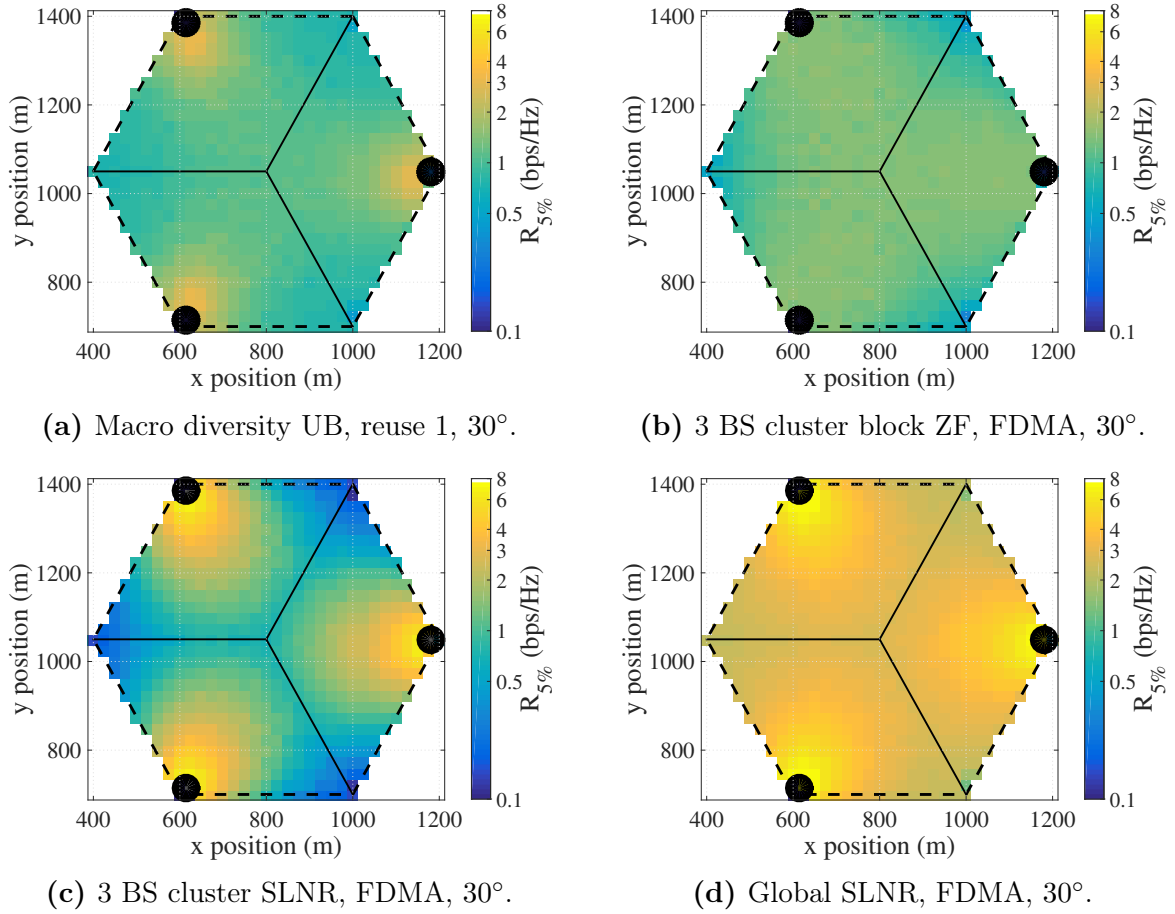 1400
1200
1000
800
y position (m)
400 600 800 1000 1200
x position (m)
8
6
4
3
2
1
0.5
0.1
R5% (bps/Hz)
(a) Macro diversity UB, reuse 1, 30°.
1400
1200
1000
800
y position (m)
400 600 800 1000 1200
x position (m)
8
6
4
3
2
1
0.5
0.1
R5% (bps/Hz)
(b) 3 BS cluster block ZF, FDMA, 30°.
1400
1200
1000
800
y position (m)
400 600 800 1000 1200
x position (m)
8
6
4
3
2
1
0.5
0.1
R5% (bps/Hz)
(c) 3 BS cluster SLNR, FDMA, 30°.
1400
1200
1000
800
y position (m)
400 600 800 1000 1200
x position (m)
8
6
4
3
2
1
0.5
0.1
R5% (bps/Hz)
(d) Global SLNR, FDMA, 30°.